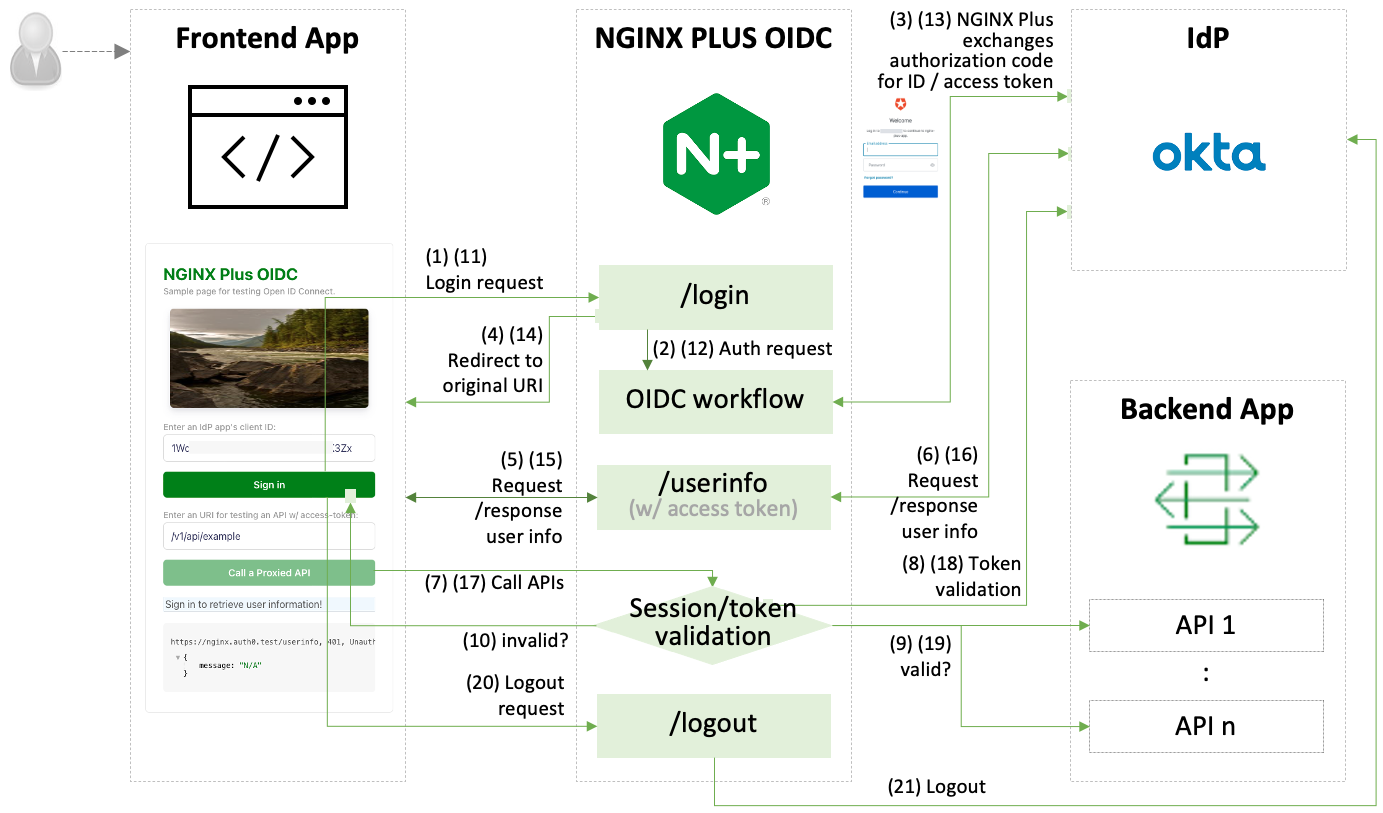 Frontend App
NGINX Plus OIDC
Sample page for testing Open ID Connect.
Enter an IdP app's client ID:
1Wc
(3Zx
Sign in
Enter an URI for testing an API w/ access-token:
/v1/api/example
Call a Proxied API
Sign in to retrieve user information!
https://nginx.auth0.test/userinfo, 401, Unauth
{
message: "N/A"
}
(1) (11)
Login request
(4) (14)
Redirect to
original URI
(5) (15)
Request
/response
user info
(7) (17) Call APIs
(10) invalid?
(20) Logout
request
NGINX PLUS OIDC
N+
®
/login
(2) (12) Auth request
OIDC workflow
/userinfo
(w/ access token)
Session/token
validation
/logout
(3) (13) NGINX Plus
exchanges
authorization code
for ID / access token
Welcome
Email address
Password
Forgot password?
Continue
(6) (16)
Request
/response
user info
(8) (18) Token
validation
(9) (19)
valid?
(21) Logout
IdP
okta
Backend App
API 1
:
API n